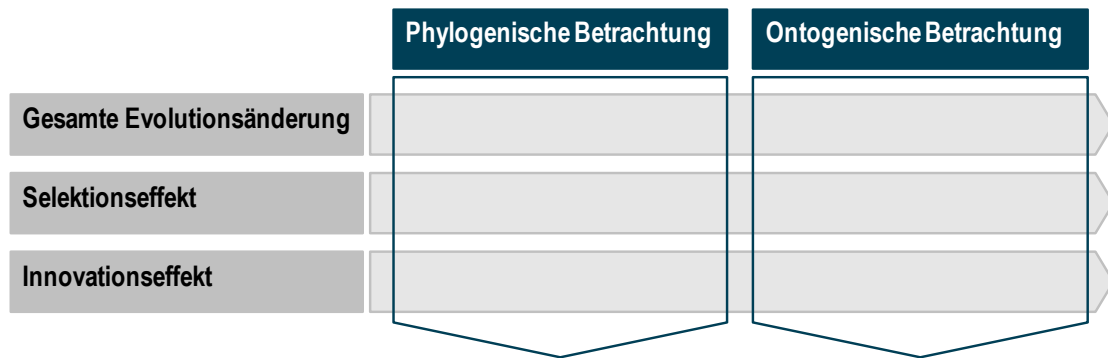 Phylogenische Betrachtung
Ontogenische Betrachtung
Gesamte Evolutionsänderung
Selektionseffekt
Innovationseffekt